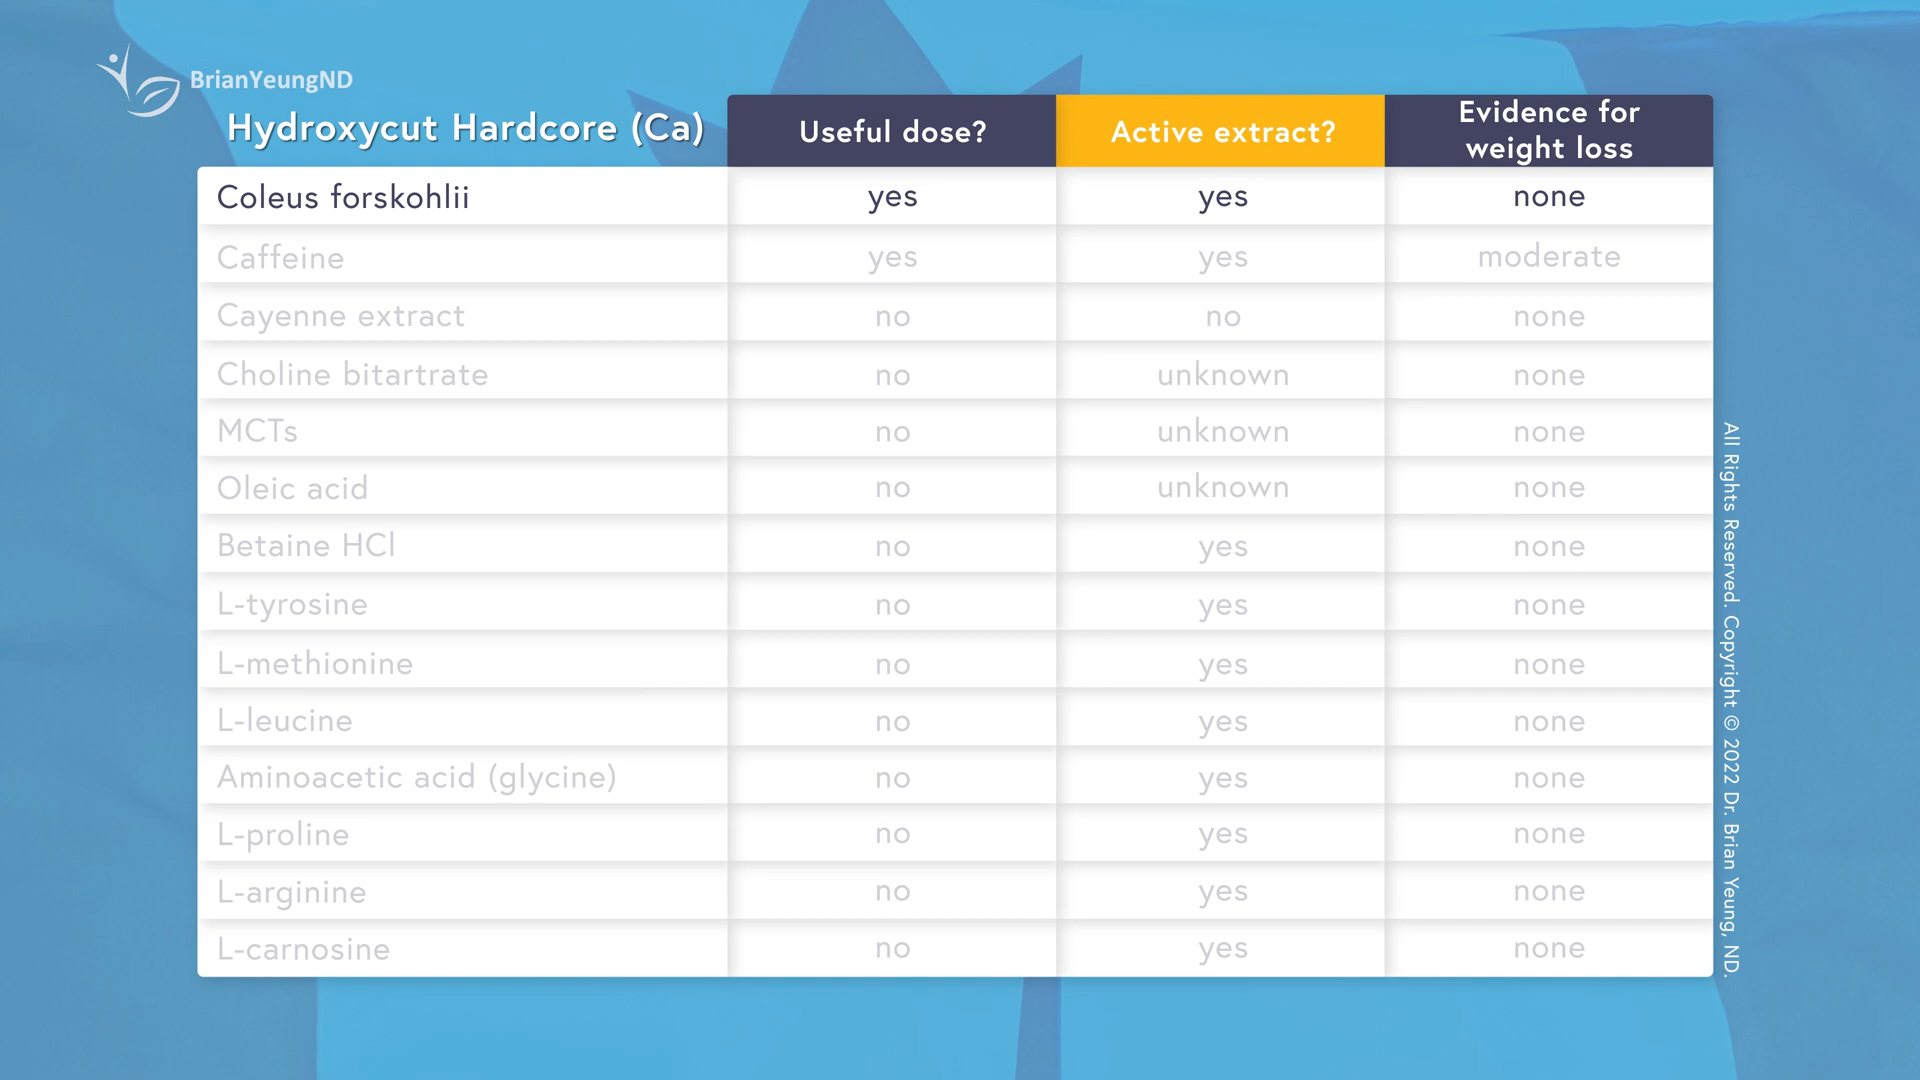 BrianYeungND
Hydroxycut Hardcore (Ca)
Useful dose?
Active extract?
Evidence for
weight loss
Coleus forskohlii yes yes none
Caffeine yes yes moderate
Cayenne extract no no none
Choline bitartrate no unknown none
MCTs no unknown none
Oleic acid no unknown none
Betaine HCl no yes none
L-tyrosine no yes none
L-methionine no yes none
L-leucine no yes none
Aminoacetic acid (glycine) no yes none
L-proline no yes none
L-arginine no yes none
L-carnosine no yes none
All Rights Reserved. Copyright © 2022 Dr. Brian Yeung, ND.